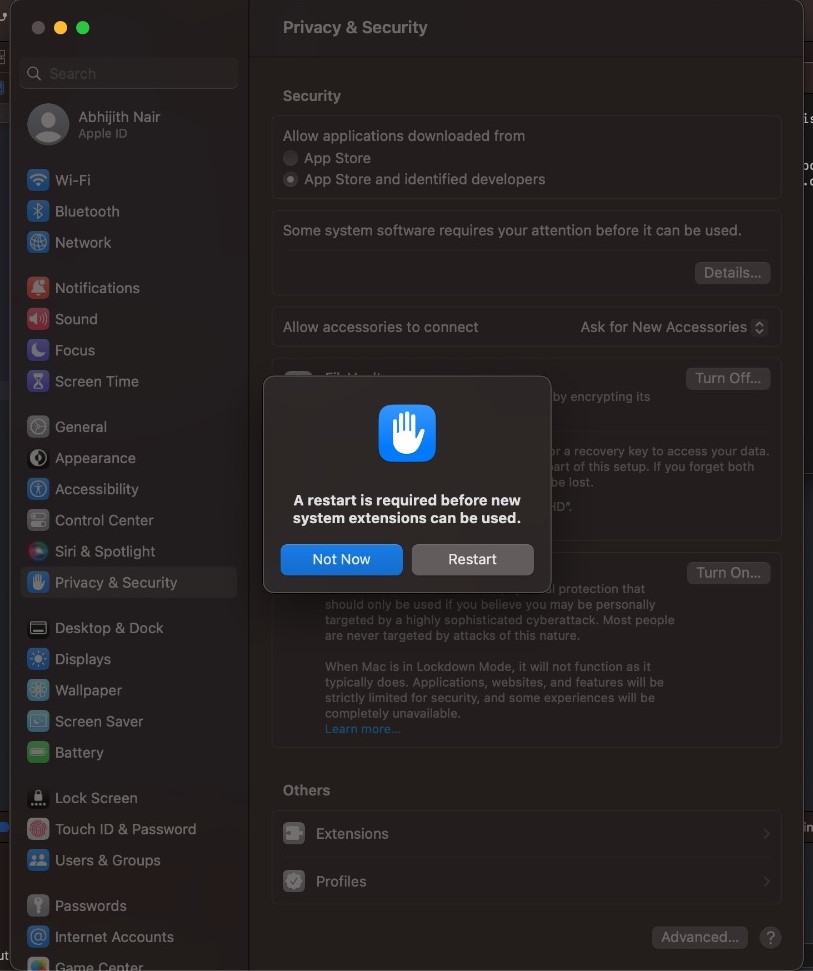 Privacy & Security
Search
Abhijith Nair
Apple ID
Wi-Fi
Bluetooth
Network
Notifications
Sound
Focus
Screen Time
General
Appearance
Accessibility
Control Center
Siri & Spotlight
Privacy & Security
Desktop & Dock
Displays
Wallpaper
Screen Saver
Battery
Lock Screen
Touch ID & Password
Users & Groups
Passwords
Internet Accounts
Game Center
Security
Allow applications downloaded from
App Store
App Store and identified developers
Some system software requires your attention before it can be used.
Details...
Allow accessories to connect
Ask for New Accessories
Turn Off...
by encrypting its
or a recovery key to access your data.
art of this setup. If you forget both
be lost.
HD".
A restart is required before new
system extensions can be used.
Not Now
Restart
Turn On...
protection that
should only be used if you believe you may be personally
targeted by a highly sophisticated cyberattack. Most people
are never targeted by attacks of this nature.
When Mac is in Lockdown Mode, it will not function as it
typically does. Applications, websites, and features will be
strictly limited for security, and some experiences will be
completely unavailable.
Learn more...
Others
Extensions
Profiles
Advanced...
?